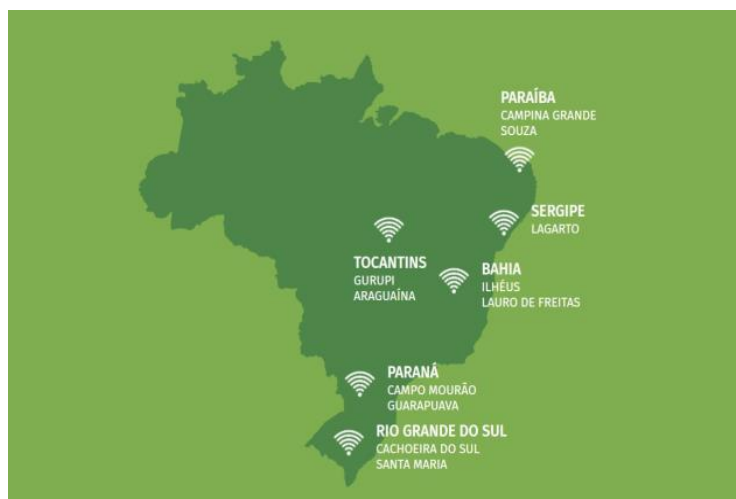 PARAÍBA
CAMPINA GRANDE
SOUZA
SERGIPE
LAGARTO
TOCANTINS
GURUPI
ARAGUAÍNA
BAHIA
ILHÉUS
LAURO DE FREITAS
PARANÁ
CAMPO MOURÃO
GUARAPUAVA
RIO GRANDE DO SUL
CACHOEIRA DO SUL
SANTA MARIA